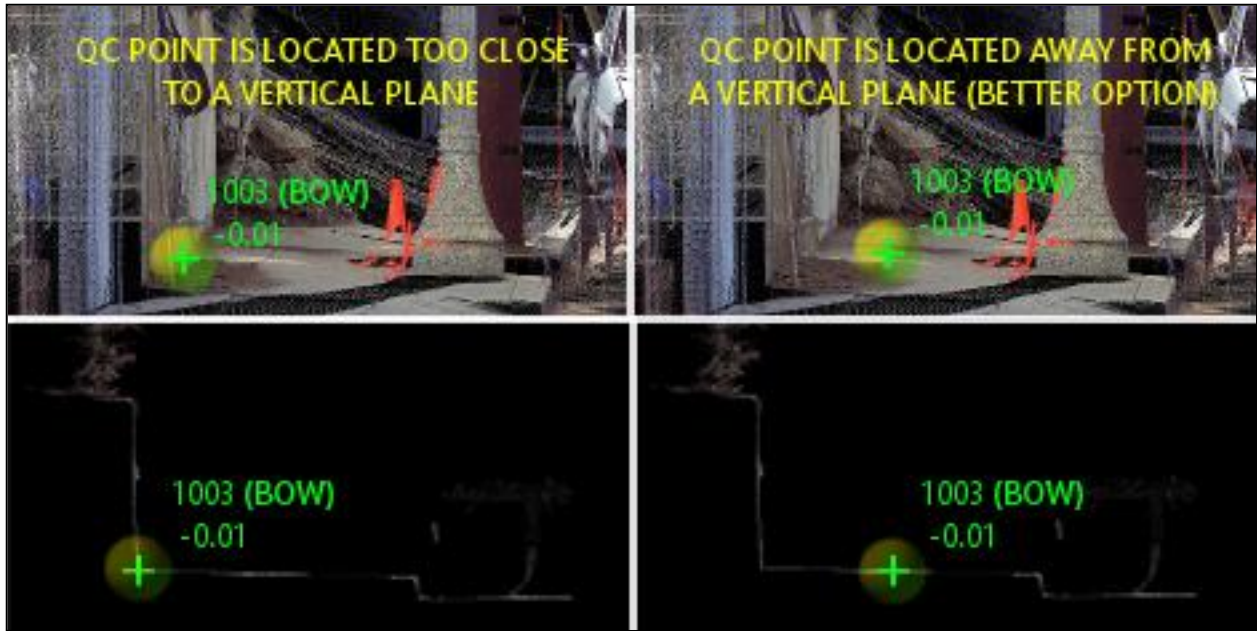 QC POINT IS LOCATED TOO CLOSE
TO A VERTICAL PLANE
1003 (BOW)
-0.01
QC POINT IS LOCATED AWAY FROM
A VERTICAL PLANE (BETTER OPTION)
1003 (BOW)
-0.01
1003 (BOW)
-0.01
1003 (BOW)
-0.01